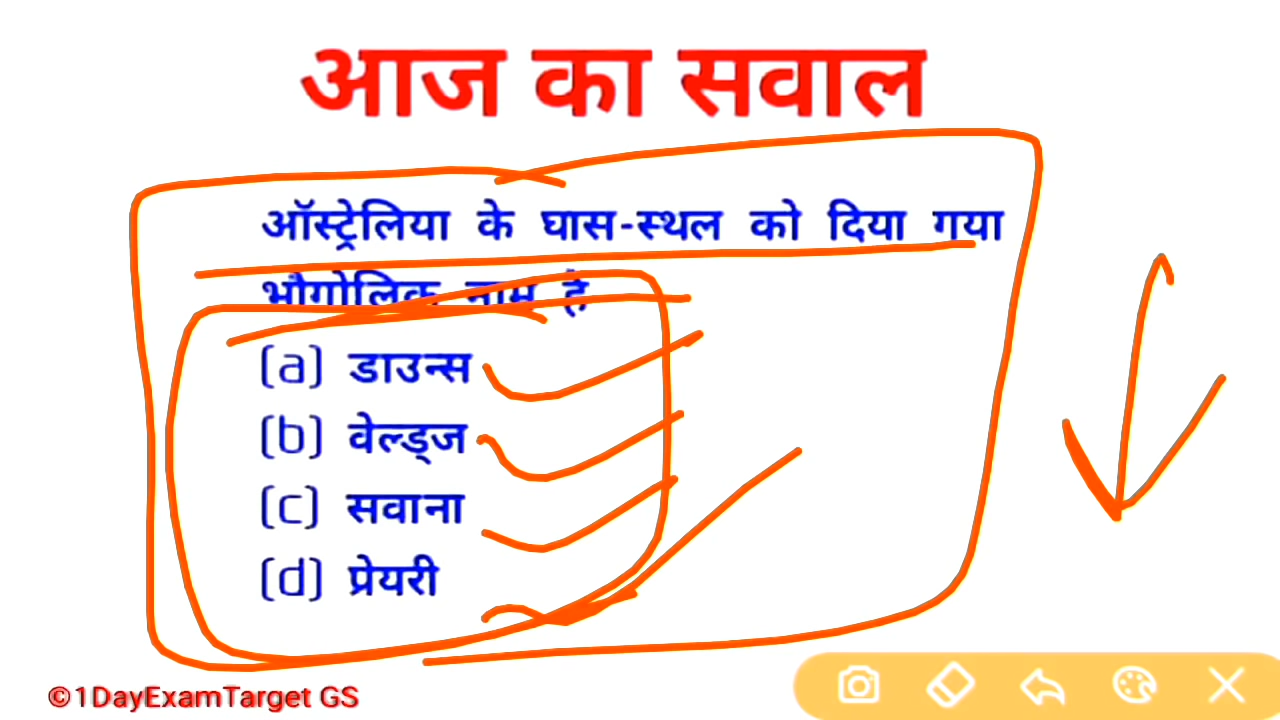 आज का सवाल
ऑस्ट्रेलिया के घास-स्थल को दिया गया
भौगोलिक नाम है
(a) डाउन्स
(b) वेल्ड्ज
(c) सवाना
(d) प्रेयरी
©1DayExamTarget GS